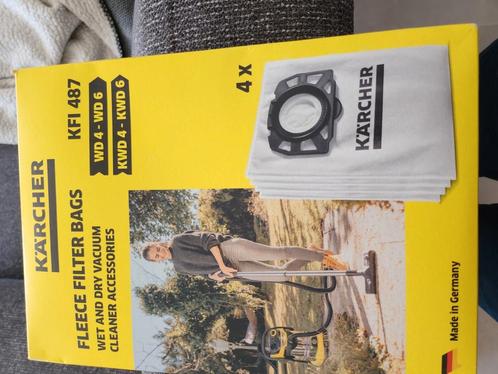 KÄRCHER
KFI 487
WD 4 - WD 6
KWD 4 - KWD 6
4 x
KÄRCHER
FLEECE FILTER BAGS
WET AND DRY VACUUM
CLEANER ACCESSORIES
Made in Germany